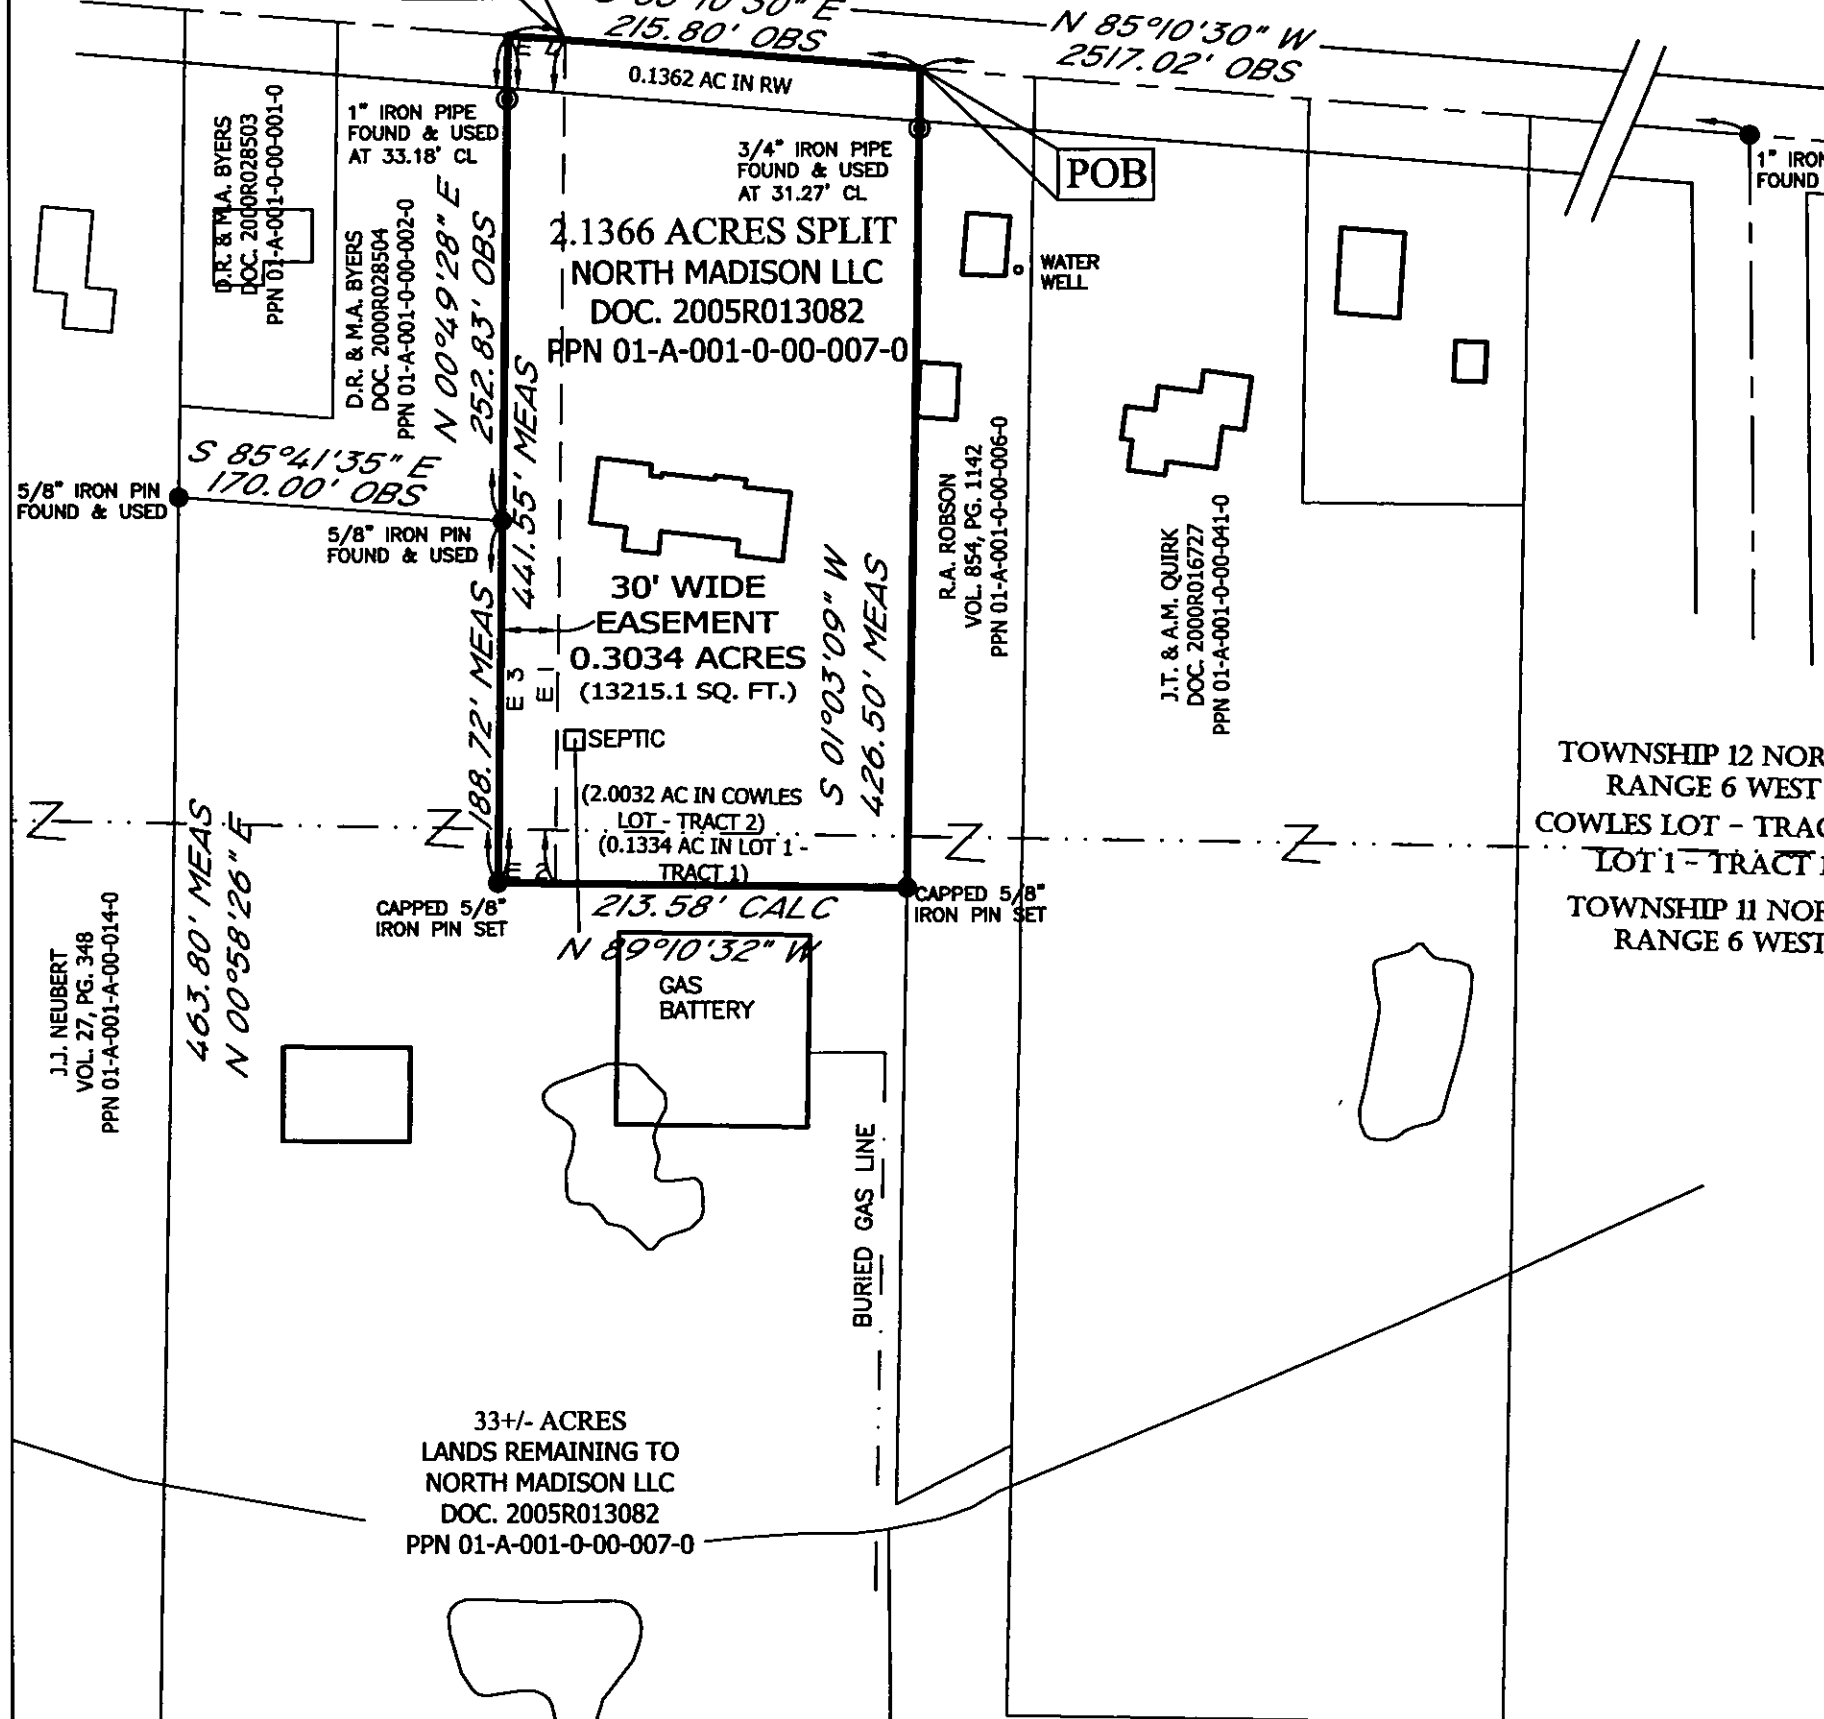 215.80' OBS
N 85°10'30" W
2517.02' OBS
0.1362 AC IN RW
1" IRON PIPE
FOUND & USED
AT 33.18' CL
3/4" IRON PIPE
FOUND & USED
AT 31.27' CL
POB
1" IRON
FOUND
D.R. & M.A. BYERS
DOC. 2000R028503
PPN 01-A-001-0-00-001-0
D.R. & M.A. BYERS
DOC. 2000R028504
PPN 01-A-001-0-00-002-0
N 00°49'28" E
252.83' OBS
2.1366 ACRES SPLIT
NORTH MADISON LLC
DOC. 2005R013082
PPN 01-A-001-0-00-007-0
WATER
WELL
441.55' MEAS
S 85°41'35" E
170.00' OBS
5/8" IRON PIN
FOUND & USED
5/8" IRON PIN
FOUND & USED
188.72' MEAS
30' WIDE
EASEMENT
0.3034 ACRES
(13215.1 SQ. FT.)
E 3
E 1
SEPTIC
S 01°03'09" W
426.50' MEAS
R.A. ROBSON
VOL. 854, PG. 1142
PPN 01-A-001-0-00-006-0
J.T. & A.M. QUIRK
DOC. 2000R016727
PPN 01-A-001-0-00-041-0
(2.0032 AC IN COWLES
LOT - TRACT 2)
(0.1334 AC IN LOT 1 -
TRACT 1)
E 2
Z
Z
Z
Z
TOWNSHIP 12 NOR
RANGE 6 WEST
COWLES LOT - TRAC
LOT 1 - TRACT 1
TOWNSHIP 11 NOR
RANGE 6 WEST
CAPPED 5/8"
IRON PIN SET
213.58' CALC
N 89°10'32" W
CAPPED 5/8"
IRON PIN SET
463.80' MEAS
N 00°58'26" E
J.J. NEUBERT
VOL. 27, PG. 348
PPN 01-A-001-A-00-014-0
GAS
BATTERY
BURIED GAS LINE
33+/- ACRES
LANDS REMAINING TO
NORTH MADISON LLC
DOC. 2005R013082
PPN 01-A-001-0-00-007-0